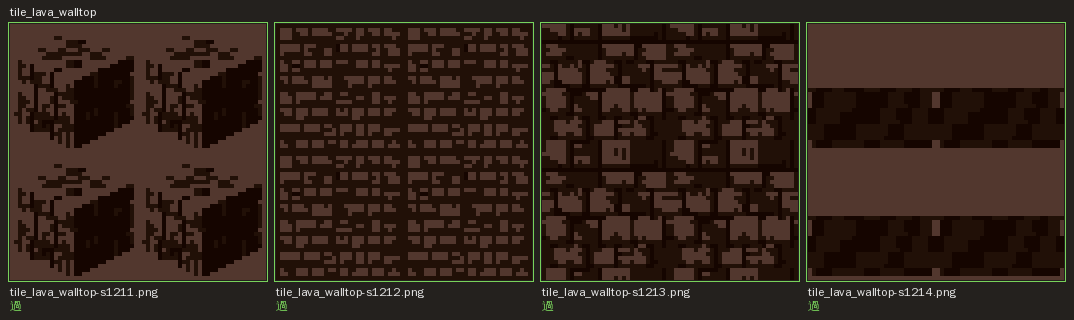 tile_lava_walltop
tile_lava_walltop-s1211.png
過
tile_lava_walltop-s1212.png
過
tile_lava_walltop-s1213.png
過
tile_lava_walltop-s1214.png
過